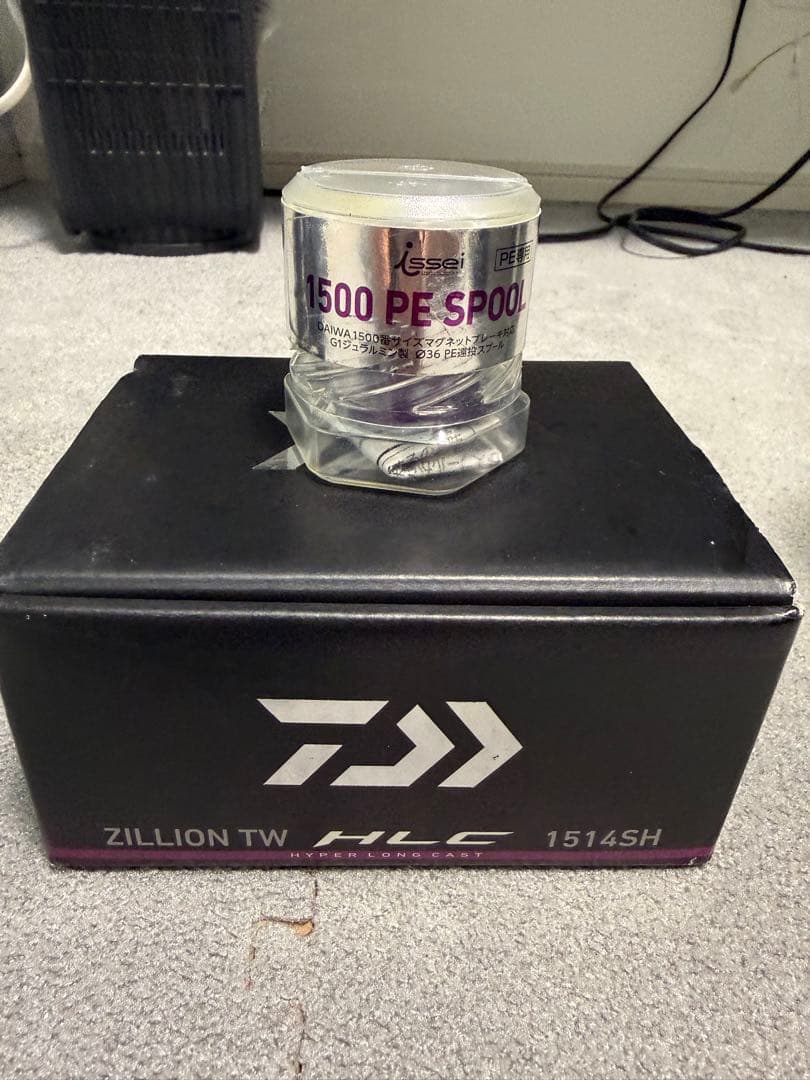 issei
PE専用
1500 PE SPOOL
DAIWA1500番サイズマグネットブレーキ対応
G1ジュラルミン製 Ø36 PE遠投スプール
ZILLION TW HLC 1514SH
HYPER LONG CAST